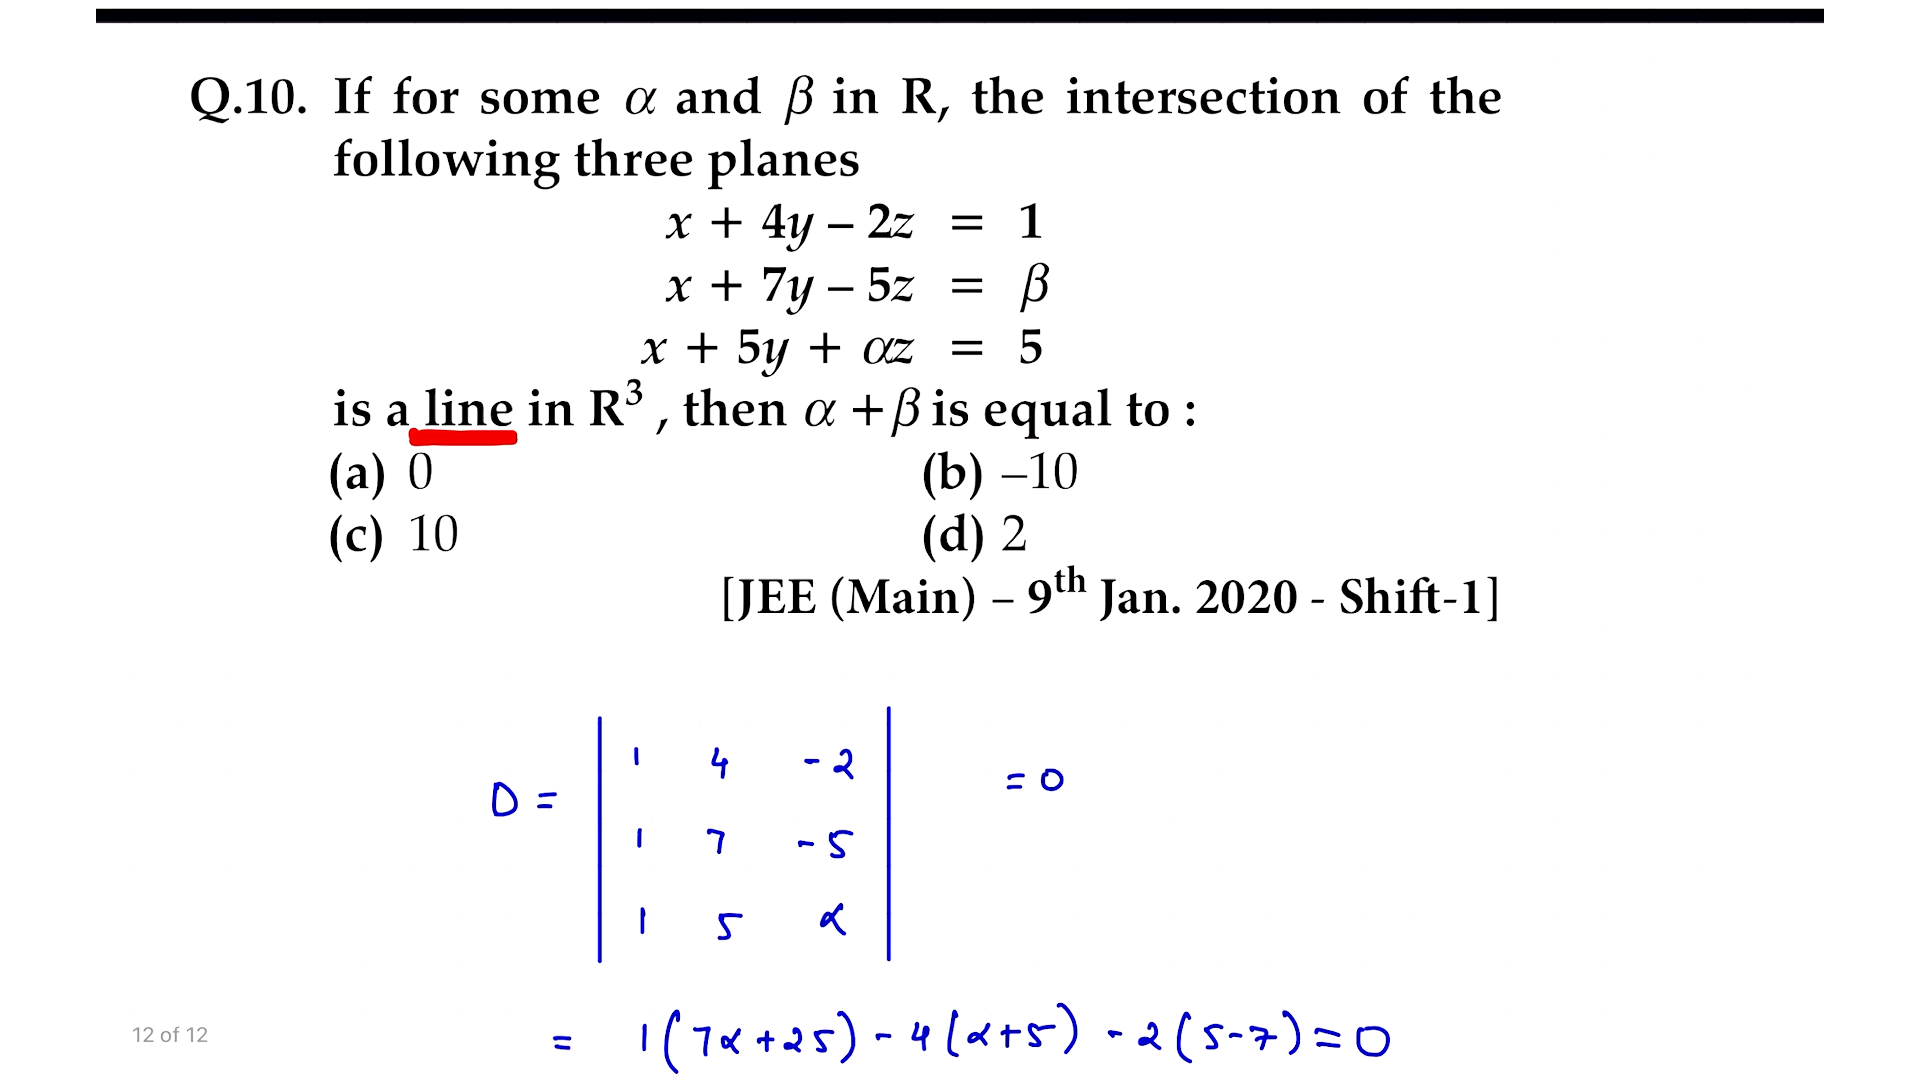 Q.10. If for some α and β in R, the intersection of the
following three planes
x + 4y – 2z = 1
x + 7y – 5z = β
x + 5y + αz = 5
is a line in R³ , then α +β is equal to :
(a) 0 (b) –10
(c) 10 (d) 2
[JEE (Main) – 9th Jan. 2020 - Shift-1]
1 4 -2
D = = 0
1 7 -5
1 5 α
= 1(7α+25) - 4(α+5) - 2(5-7) = 0
12 of 12